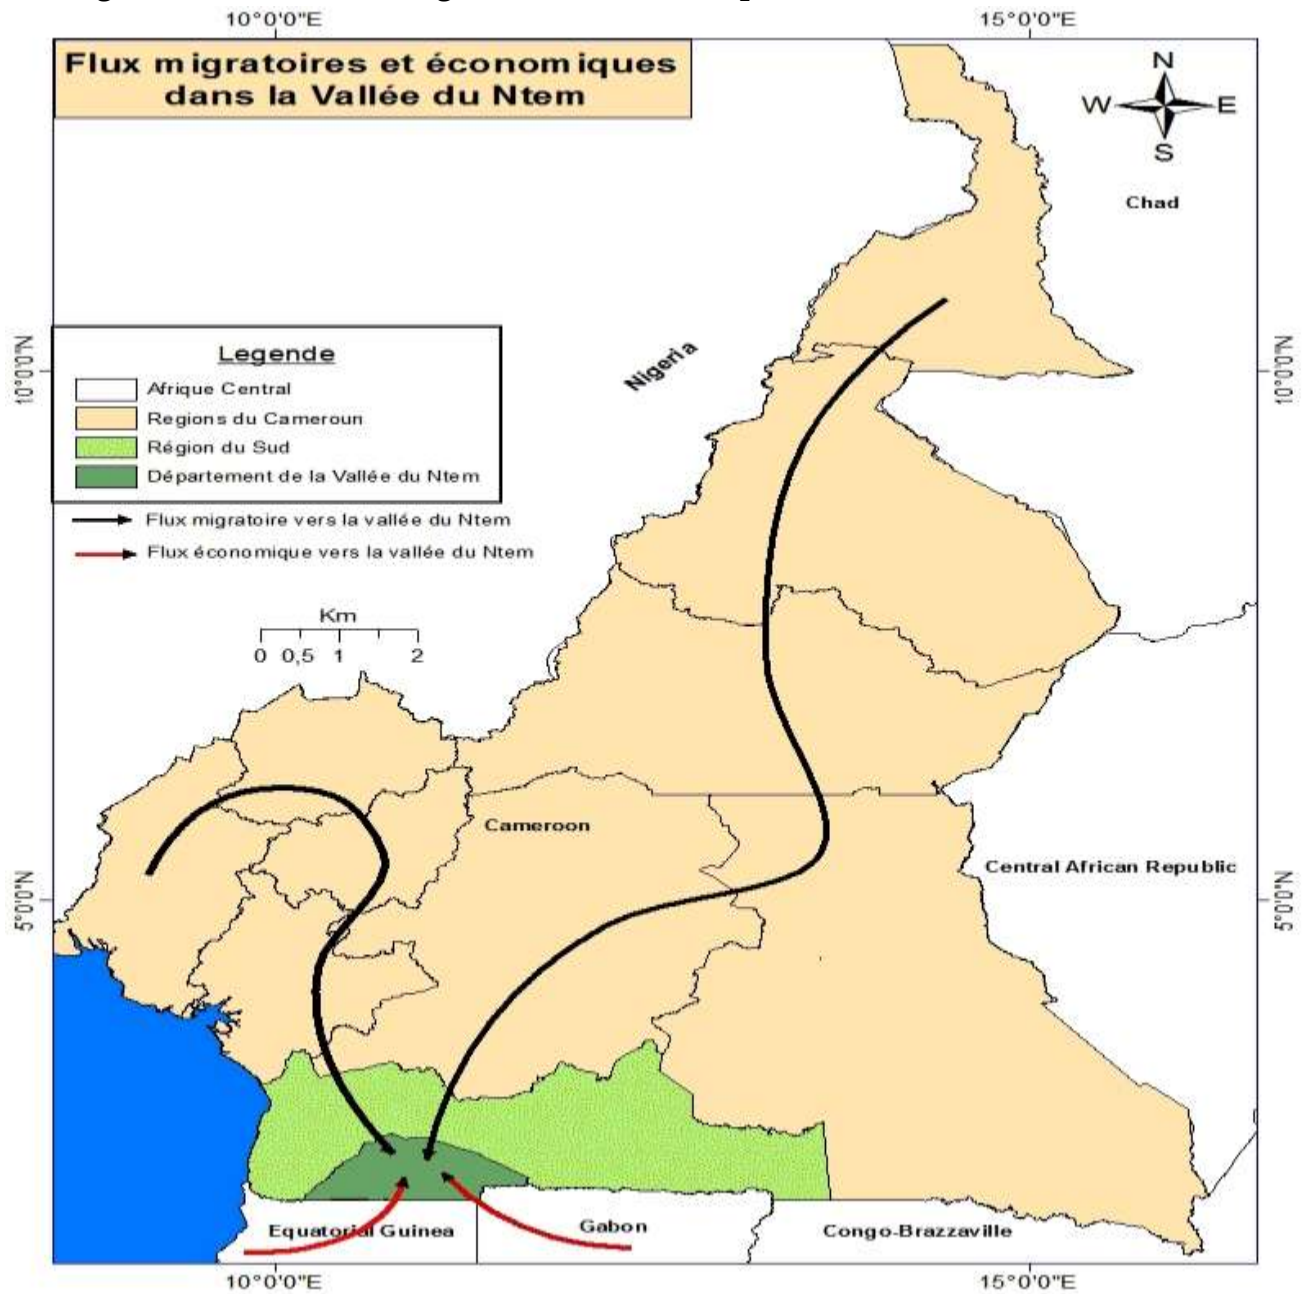 10°0'0"E
15°0'0"E
Flux migratoires et économiques
dans la Vallée du Ntem
N
W
E
S
Chad
Nigeria
10°0'0"N
10°0'0"N
Legende
Afrique Central
Regions du Cameroun
Région du Sud
Département de la Vallée du Ntem
Flux migratoire vers la vallée du Ntem
Flux économique vers la vallée du Ntem
Km
0 0,5 1 2
Cameroon
Central African Republic
5°0'0"N
5°0'0"N
Equatorial Guinea
Gabon
Congo-Brazzaville
10°0'0"E
15°0'0"E